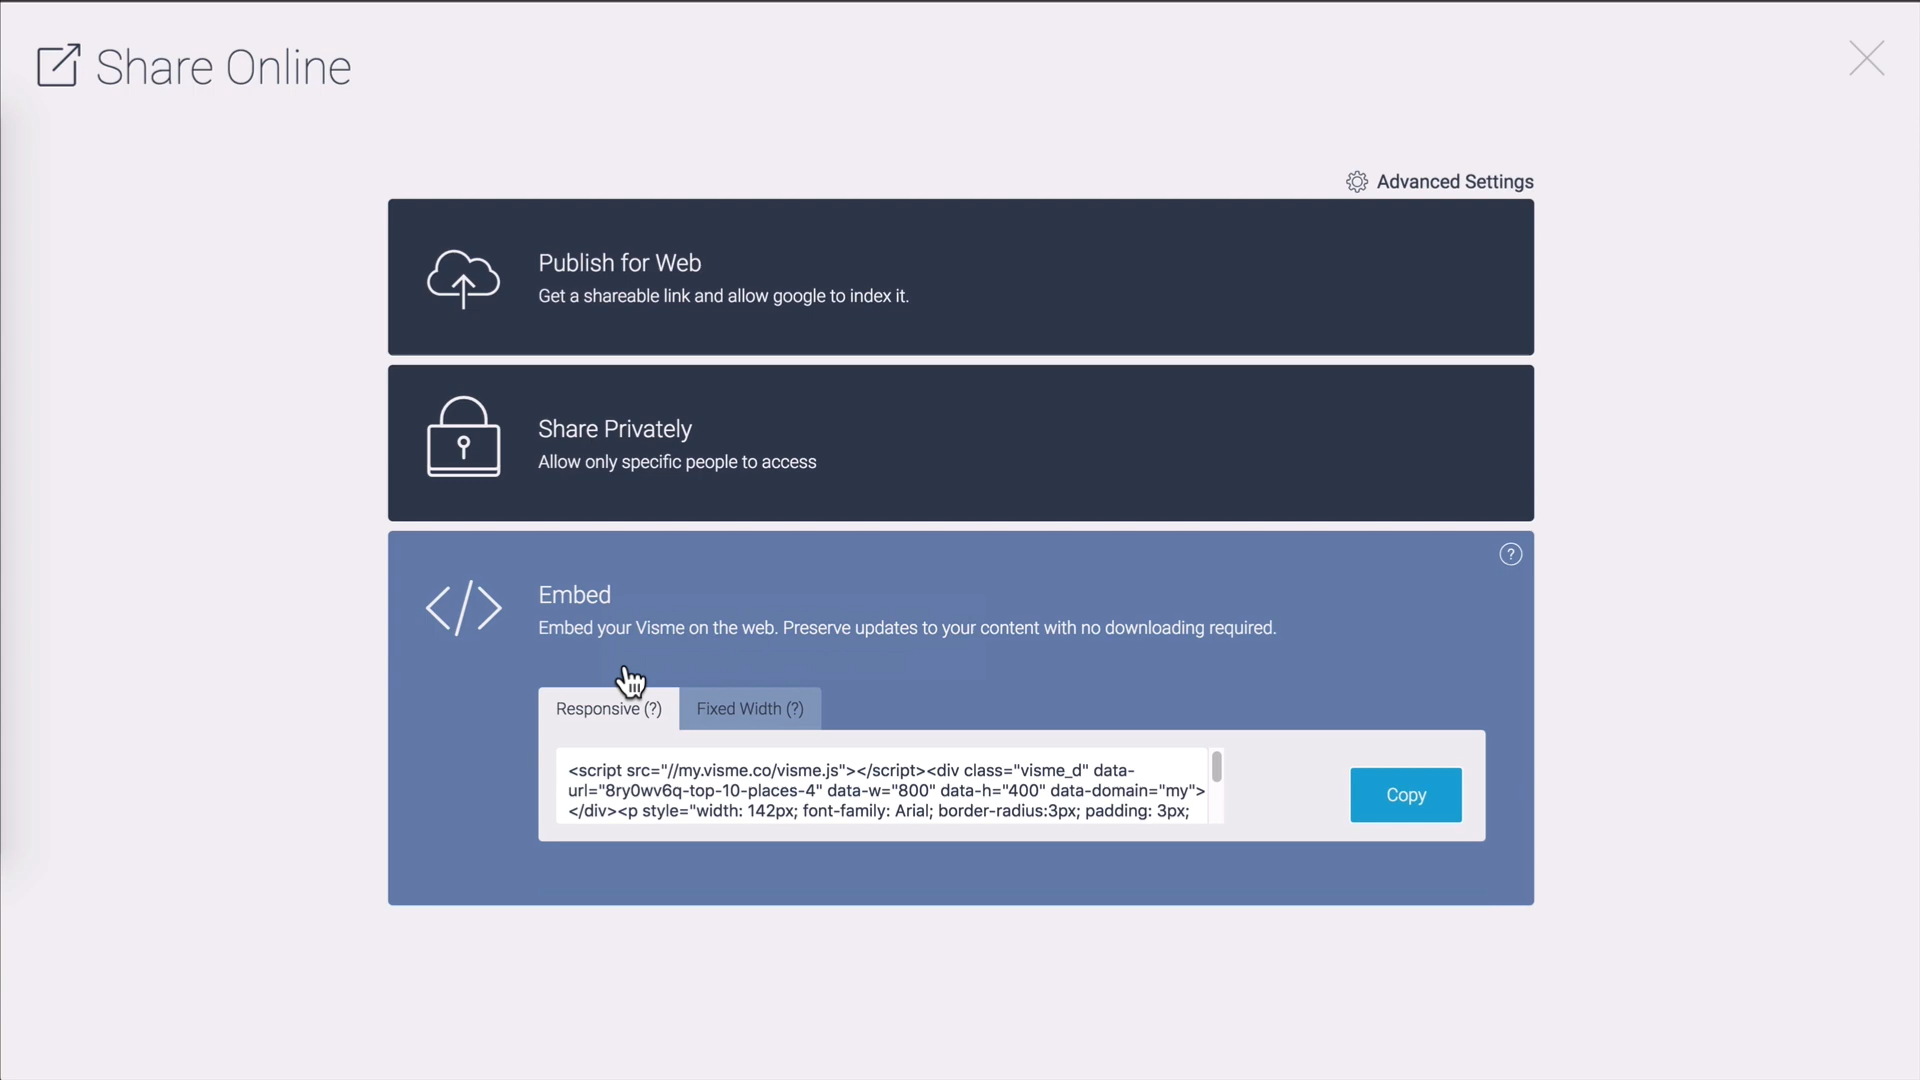 Share Online
Advanced Settings
Publish for Web
Get a shareable link and allow google to index it.
Share Privately
Allow only specific people to access
?
Embed
Embed your Visme on the web. Preserve updates to your content with no downloading required.
Responsive (?) Fixed Width (?)
<script src="//my.visme.co/visme.js"></script><div class="visme_d" data-
url="8ry0wv6q-top-10-places-4" data-w="800" data-h="400" data-domain="my">
</div><p style="width: 142px; font-family: Arial; border-radius:3px; padding: 3px;
Copy